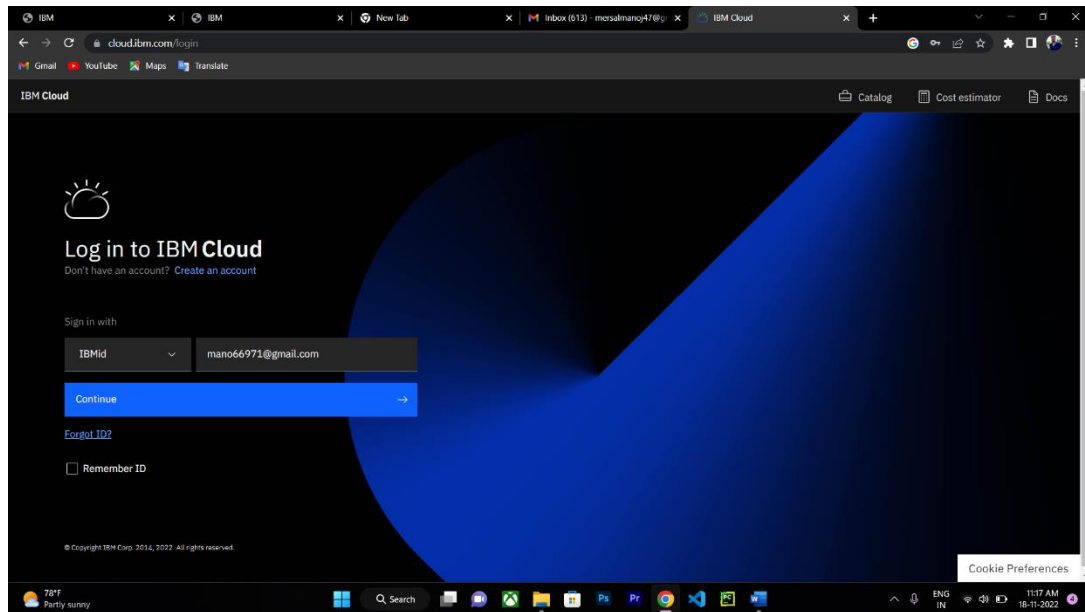 IBM
IBM
New Tab
Inbox (613) - mersalmanoj47@g
IBM Cloud
cloud.ibm.com/login
Gmail
YouTube
Maps
Translate
IBM Cloud
Catalog
Cost estimator
Docs
Log in to IBM Cloud
Don't have an account? Create an account
Sign in with
IBMid
mano66971@gmail.com
Continue
Forgot ID?
Remember ID
© Copyright IBM Corp. 2014, 2022. All rights reserved.
Cookie Preferences
78°F
Partly sunny
Search
Ps
Pr
ENG
IN
11:17 AM
18-11-2022
4